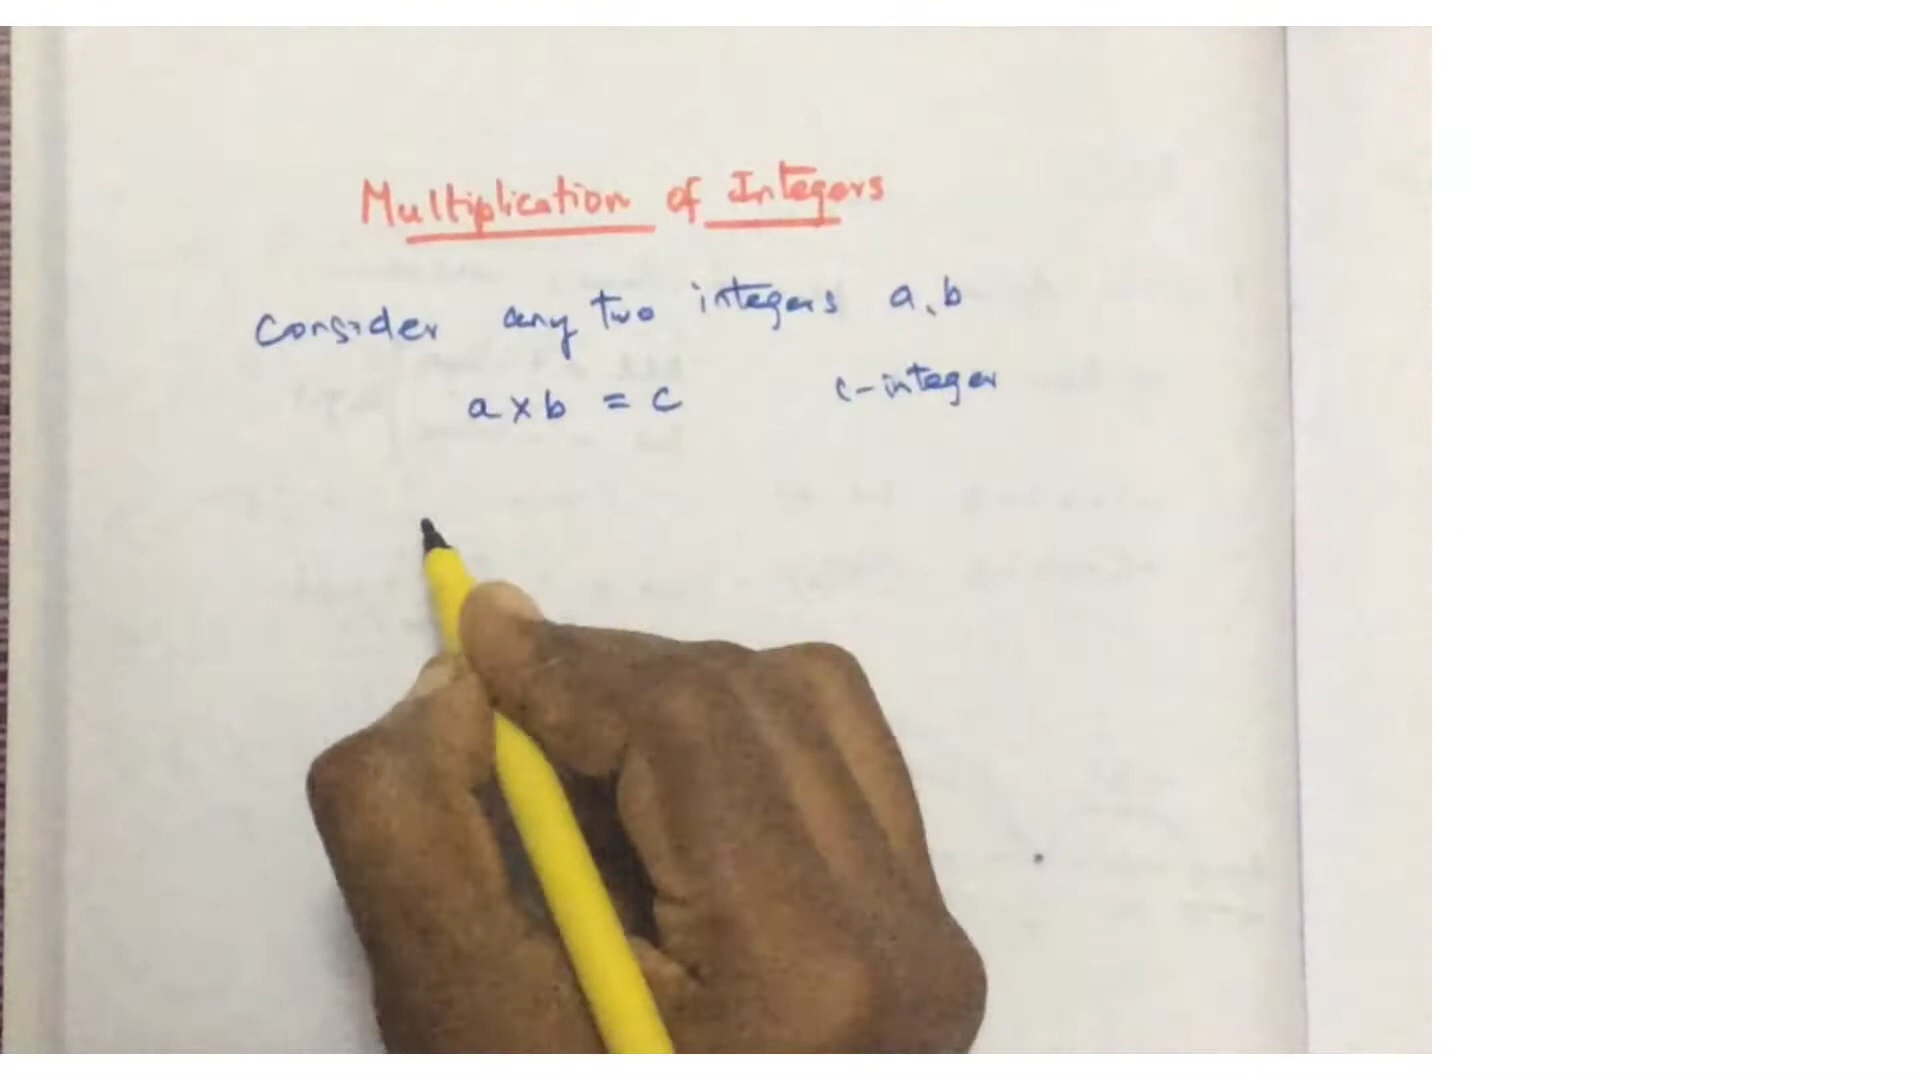 Multiplication of Integers
Consider any two integers a, b
a × b = c c-integer